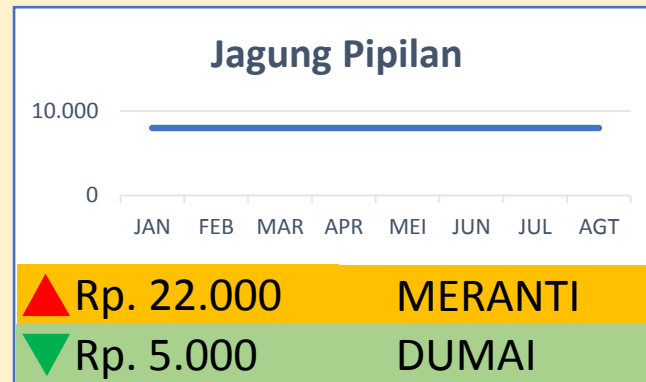 Jagung Pipilan
10.000
0
JAN FEB MAR APR MEI JUN JUL AGT
Rp. 22.000 MERANTI
Rp. 5.000 DUMAI